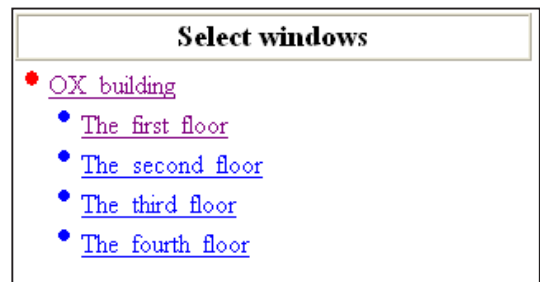 Select windows
OX building
The first floor
The second floor
The third floor
The fourth floor